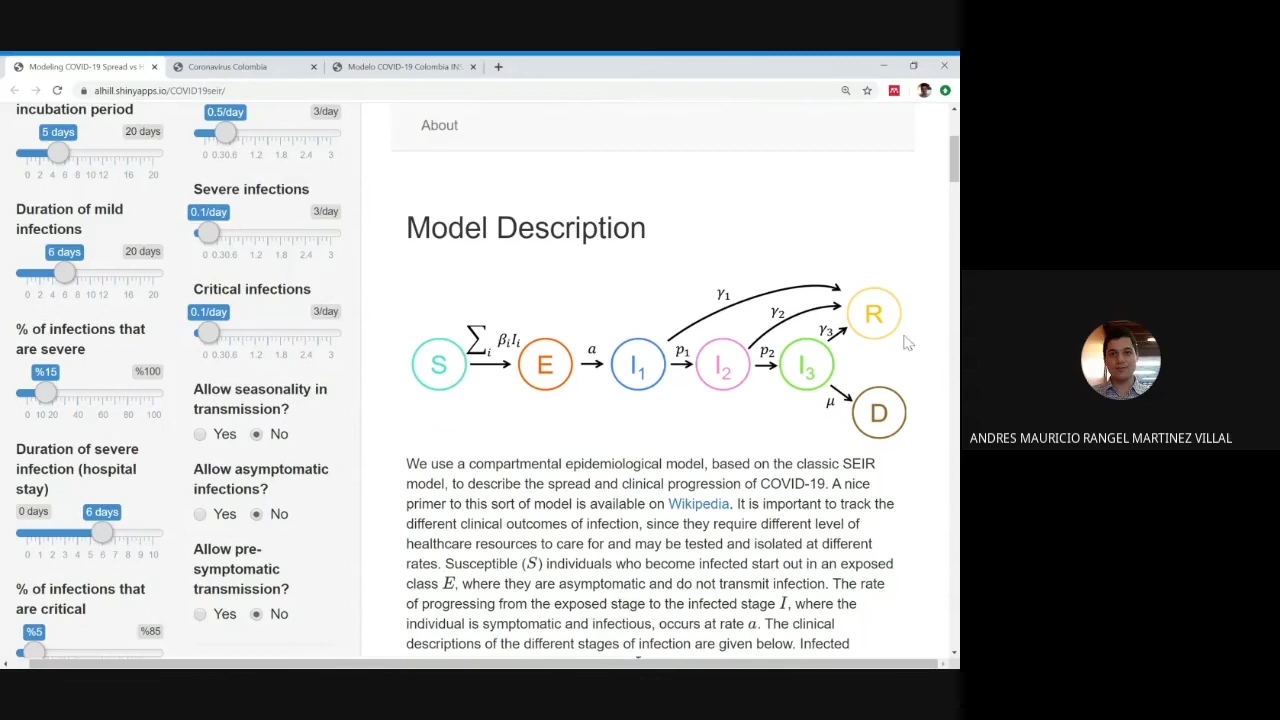 Modeling COVID-19 Spread vs H
Coronavirus Colombia
Modelo COVID-19 Colombia INS
alhill.shinyapps.io/COVID19seir/
incubation period
5 days
20 days
0 2 4 6 8 10 12 16 20
Duration of mild
infections
6 days
20 days
0 2 4 6 8 10 12 16 20
% of infections that
are severe
%15
%100
0 10 20 40 60 80 100
Duration of severe
infection (hospital
stay)
0 days
6 days
0 1 2 3 4 5 6 7 8 9 10
% of infections that
are critical
%5
%85
0.5/day
3/day
0 0.30.6 1.2 1.8 2.4 3
Severe infections
0.1/day
3/day
0 0.30.6 1.2 1.8 2.4 3
Critical infections
0.1/day
3/day
0 0.30.6 1.2 1.8 2.4 3
Allow seasonality in
transmission?
Yes No
Allow asymptomatic
infections?
Yes No
Allow pre-
symptomatic
transmission?
Yes No
About
Model Description
S
∑i βiIi
E
a
I1
p1
I2
p2
I3
γ1
γ2
γ3
R
μ
D
We use a compartmental epidemiological model, based on the classic SEIR
model, to describe the spread and clinical progression of COVID-19. A nice
primer to this sort of model is available on Wikipedia. It is important to track the
different clinical outcomes of infection, since they require different level of
healthcare resources to care for and may be tested and isolated at different
rates. Susceptible (S) individuals who become infected start out in an exposed
class E, where they are asymptomatic and do not transmit infection. The rate
of progressing from the exposed stage to the infected stage I, where the
individual is symptomatic and infectious, occurs at rate a. The clinical
descriptions of the different stages of infection are given below. Infected
ANDRES MAURICIO RANGEL MARTINEZ VILLAL